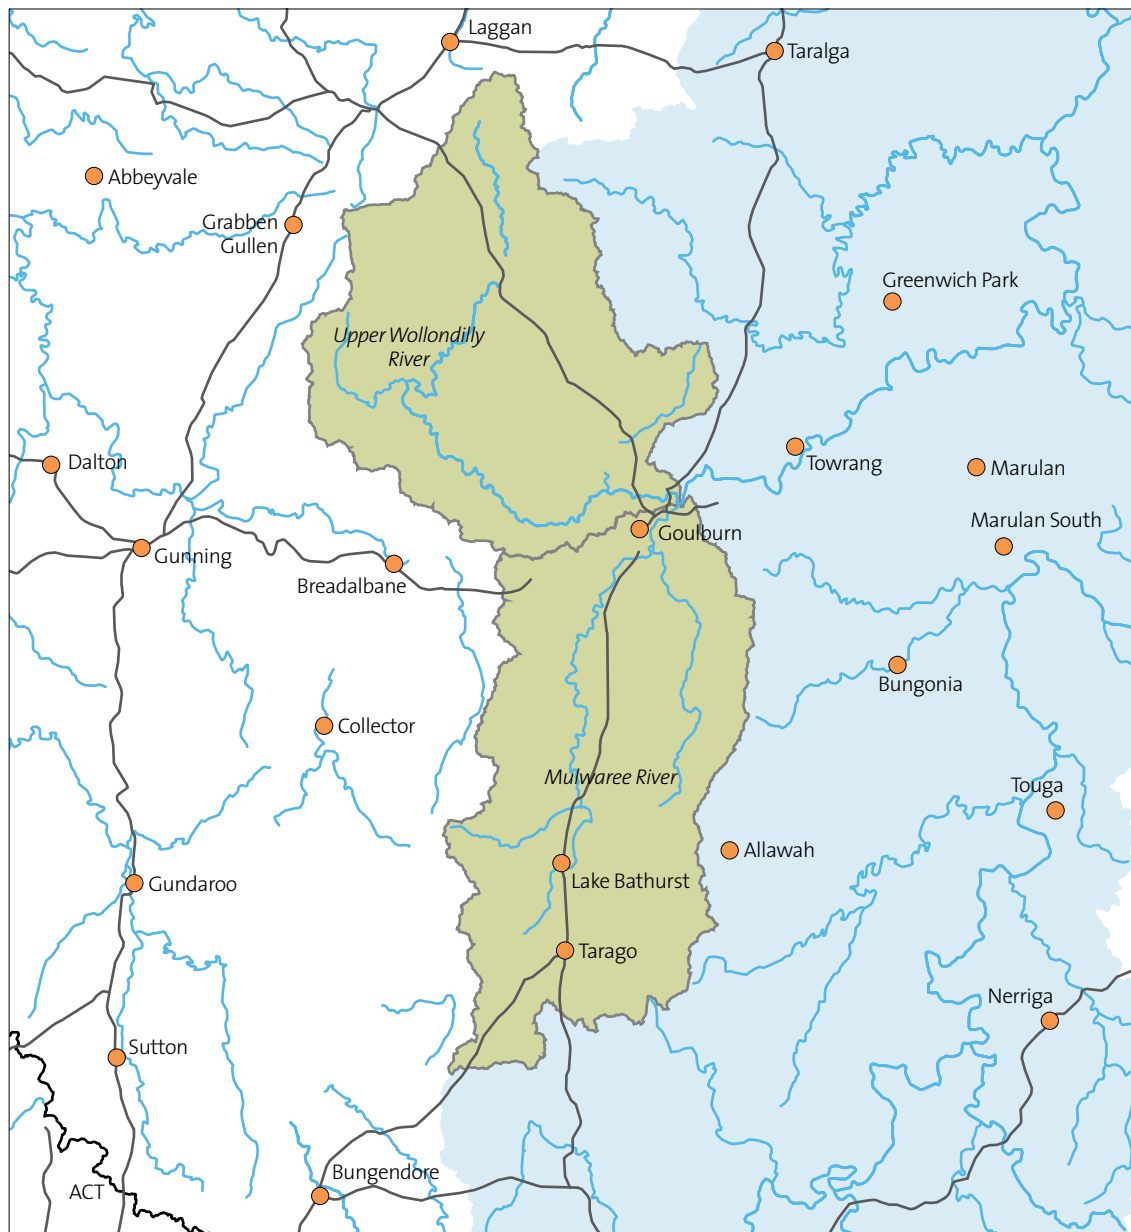 Laggan
Taralga
Abbeyvale
Grabben
Gullen
Greenwich Park
Upper Wollondilly
River
Dalton
Towrang
Marulan
Marulan South
Goulburn
Gunning
Breadalbane
Bungonia
Collector
Mulwaree River
Touga
Allawah
Lake Bathurst
Gundaroo
Tarago
Nerriga
Sutton
Bungendore
ACT